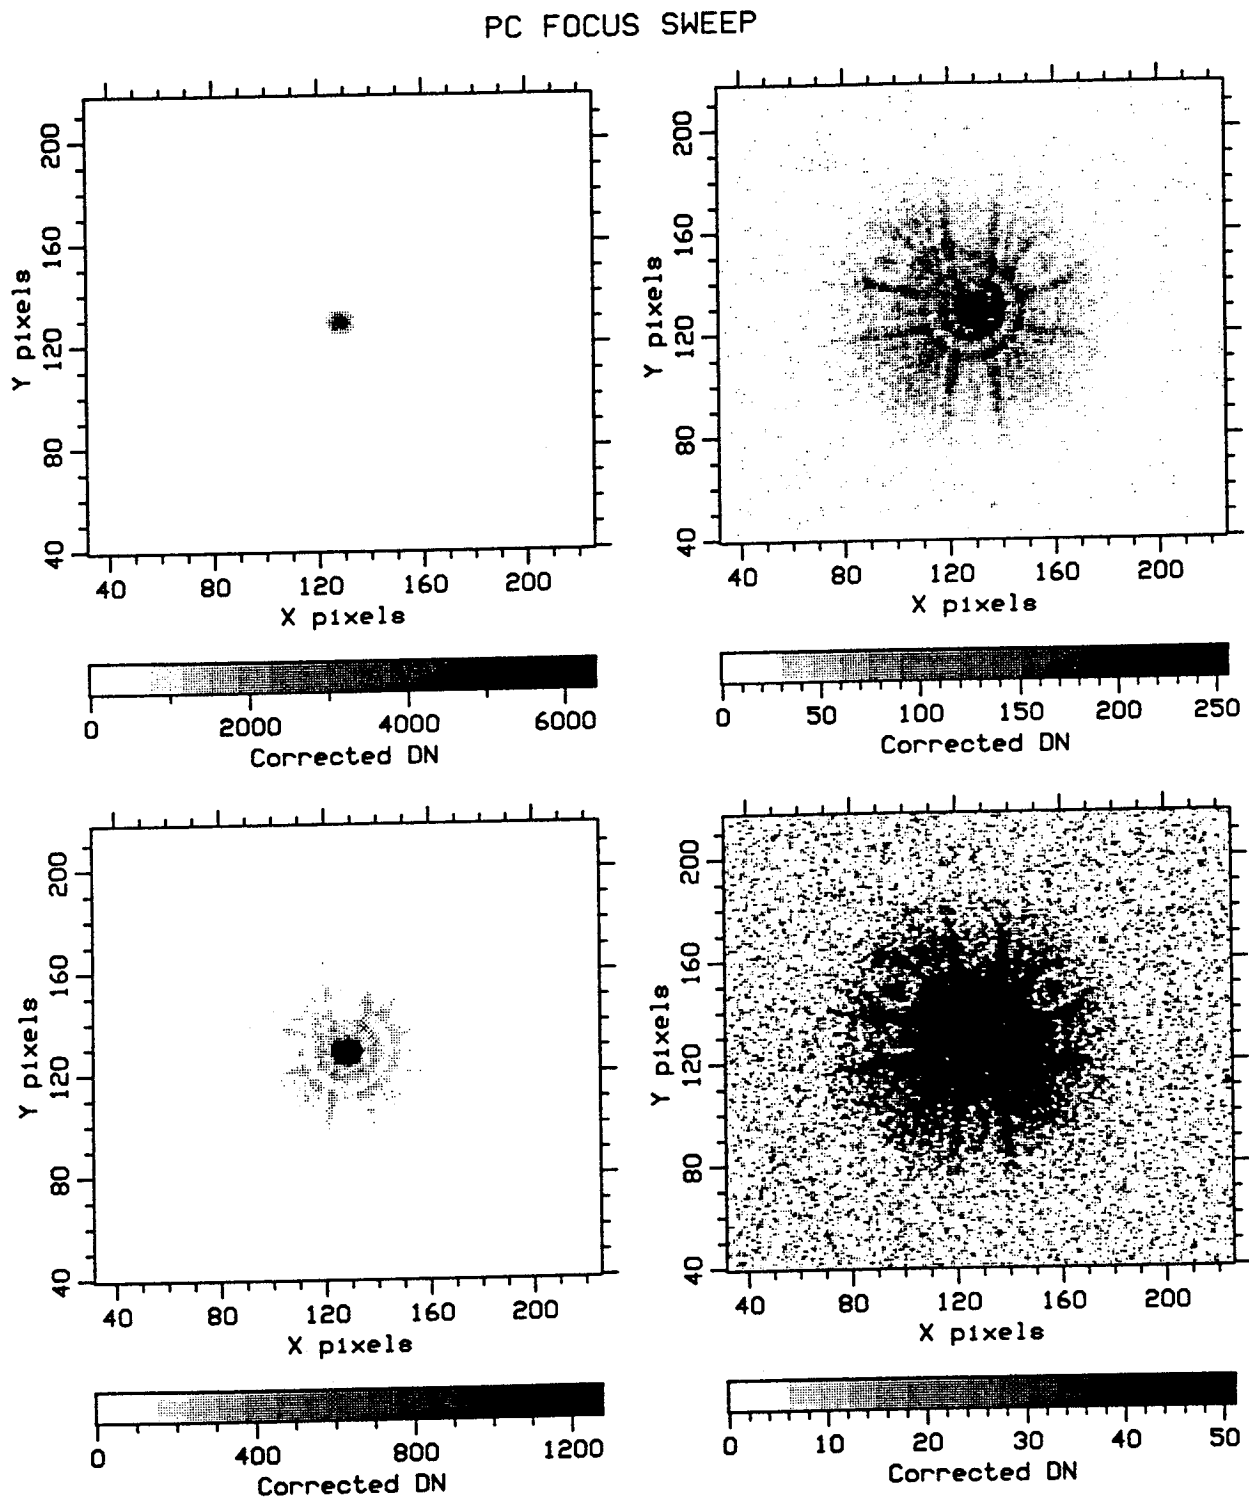 PC FOCUS SWEEP
200
160
120
80
40
Y pixels
40 80 120 160 200
X pixels
0 2000 4000 6000
Corrected DN
200
160
120
80
40
Y pixels
40 80 120 160 200
X pixels
0 50 100 150 200 250
Corrected DN
200
160
120
80
40
Y pixels
40 80 120 160 200
X pixels
0 400 800 1200
Corrected DN
200
160
120
80
40
Y pixels
40 80 120 160 200
X pixels
0 10 20 30 40 50
Corrected DN